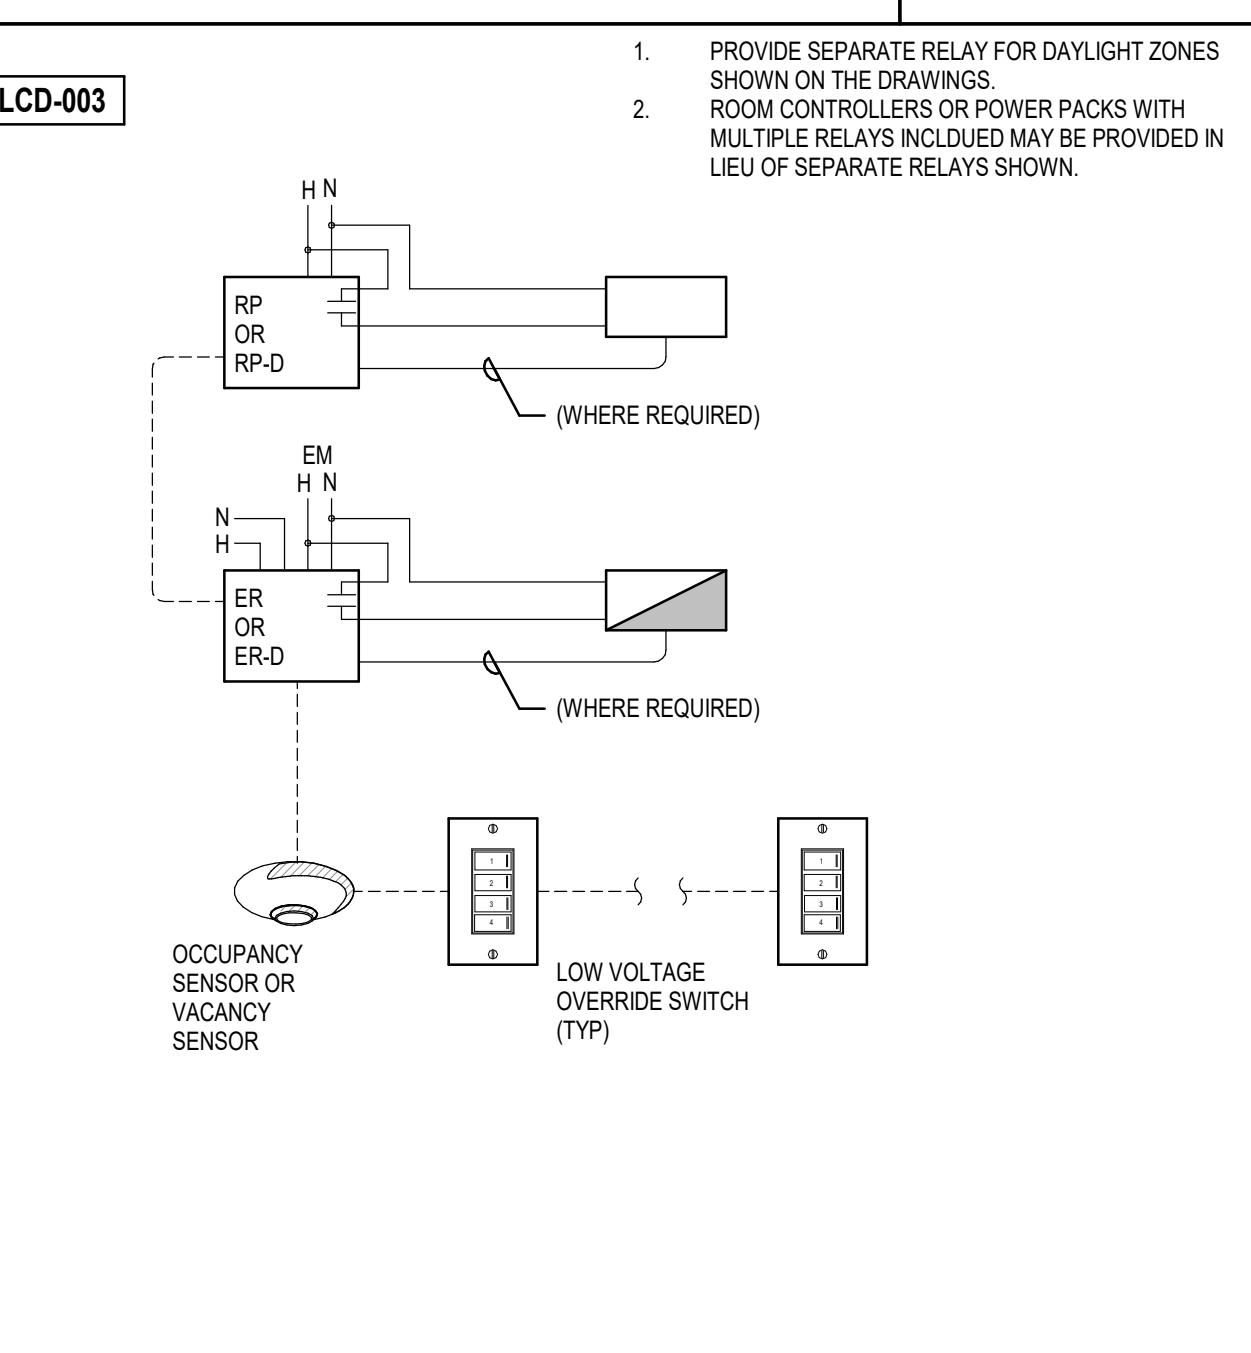 1. PROVIDE SEPARATE RELAY FOR DAYLIGHT ZONES
SHOWN ON THE DRAWINGS.
LCD-003
2. ROOM CONTROLLERS OR POWER PACKS WITH
MULTIPLE RELAYS INCLDUED MAY BE PROVIDED IN
LIEU OF SEPARATE RELAYS SHOWN.
H N
RP
OR
RP-D
(WHERE REQUIRED)
EM
H N
N
H
ER
OR
ER-D
(WHERE REQUIRED)
1
2
3
4
1
2
3
4
OCCUPANCY
SENSOR OR
VACANCY
SENSOR
LOW VOLTAGE
OVERRIDE SWITCH
(TYP)